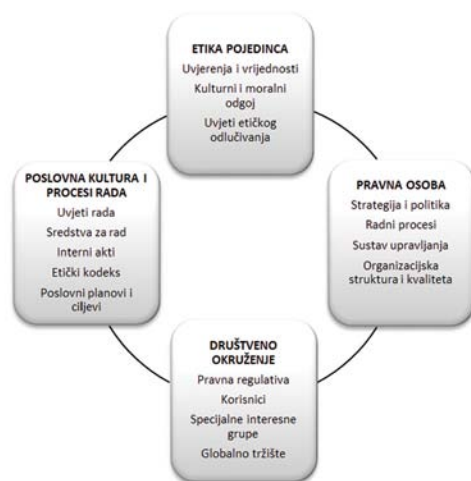 ETIKA POJEDINCA
Uvjerenja i vrijednosti
Kulturni i moralni
odgoj
Uvjeti etičkog
odlučivanja
POSLOVNA KULTURA I
PROCESI RADA
Uvjeti rada
Sredstva za rad
Interni akti
Etički kodeks
Poslovni planovi i
ciljevi
PRAVNA OSOBA
Strategija i politika
Radni procesi
Sustav upravljanja
Organizacijska
struktura i kvaliteta
DRUŠTVENO
OKRUŽENJE
Pravna regulativa
Korisnici
Specijalne interesne
grupe
Globalno tržište